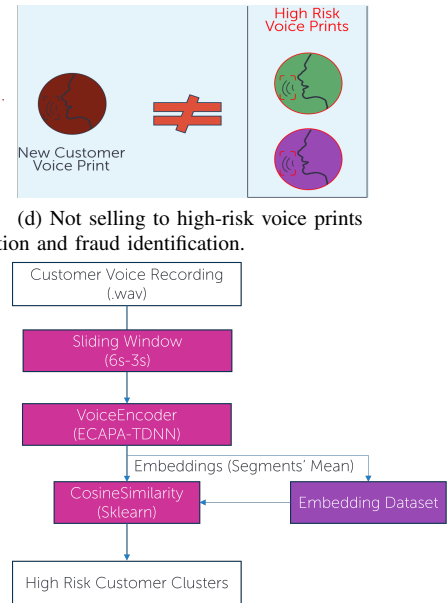 High Risk
Voice Prints
New Customer
Voice Print
(d) Not selling to high-risk voice prints
tion and fraud identification.
Customer Voice Recording
(.wav)
Sliding Window
(6s-3s)
VoiceEncoder
(ECAPA-TDNN)
Embeddings (Segments' Mean)
CosineSimilarity
(Sklearn)
Embedding Dataset
High Risk Customer Clusters